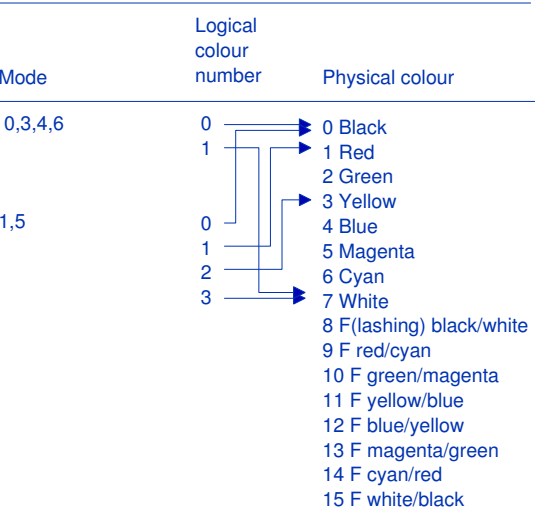 Logical
colour
Mode number Physical colour
0,3,4,6 0 0 Black
1 1 Red
2 Green
3 Yellow
1,5 0 4 Blue
1 5 Magenta
2 6 Cyan
3 7 White
8 F(lashing) black/white
9 F red/cyan
10 F green/magenta
11 F yellow/blue
12 F blue/yellow
13 F magenta/green
14 F cyan/red
15 F white/black